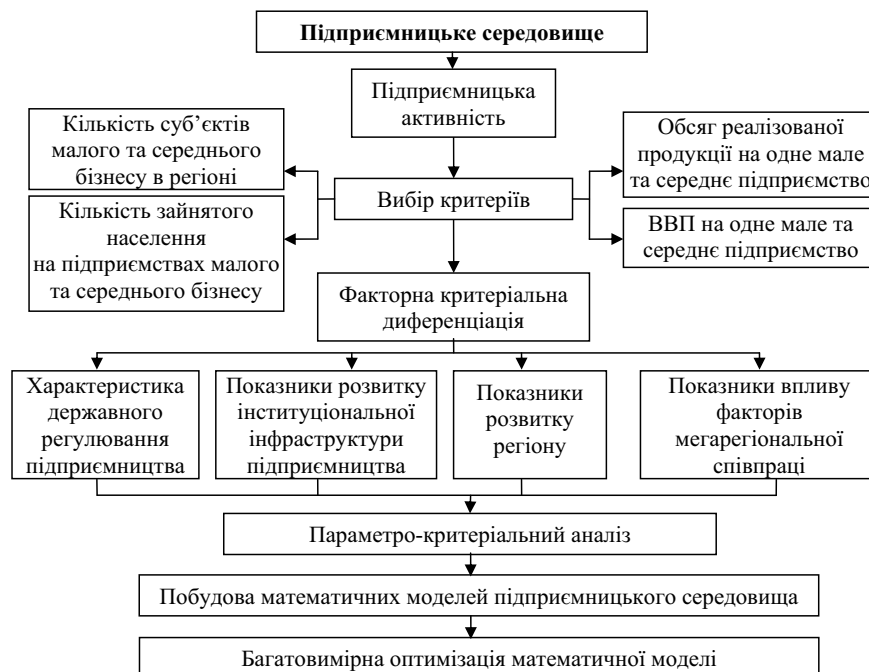 Підприємницьке середовище
Підприємницька
активність
Кількість суб’єктів
малого та середнього
бізнесу в регіоні
Обсяг реалізованої
продукції на одне мале
та середнє підприємство
Вибір критеріїв
Кількість зайнятого
населення
на підприємствах малого
та середнього бізнесу
ВВП на одне мале та
середнє підприємство
Факторна критеріальна
диференціація
Характеристика
державного
регулювання
підприємництва
Показники розвитку
інституціональної
інфраструктури
підприємництва
Показники
розвитку
регіону
Показники впливу
факторів
мегарегіональної
співпраці
Параметро-критеріальний аналіз
Побудова математичних моделей підприємницького середовища
Багатовимірна оптимізація математичної моделі